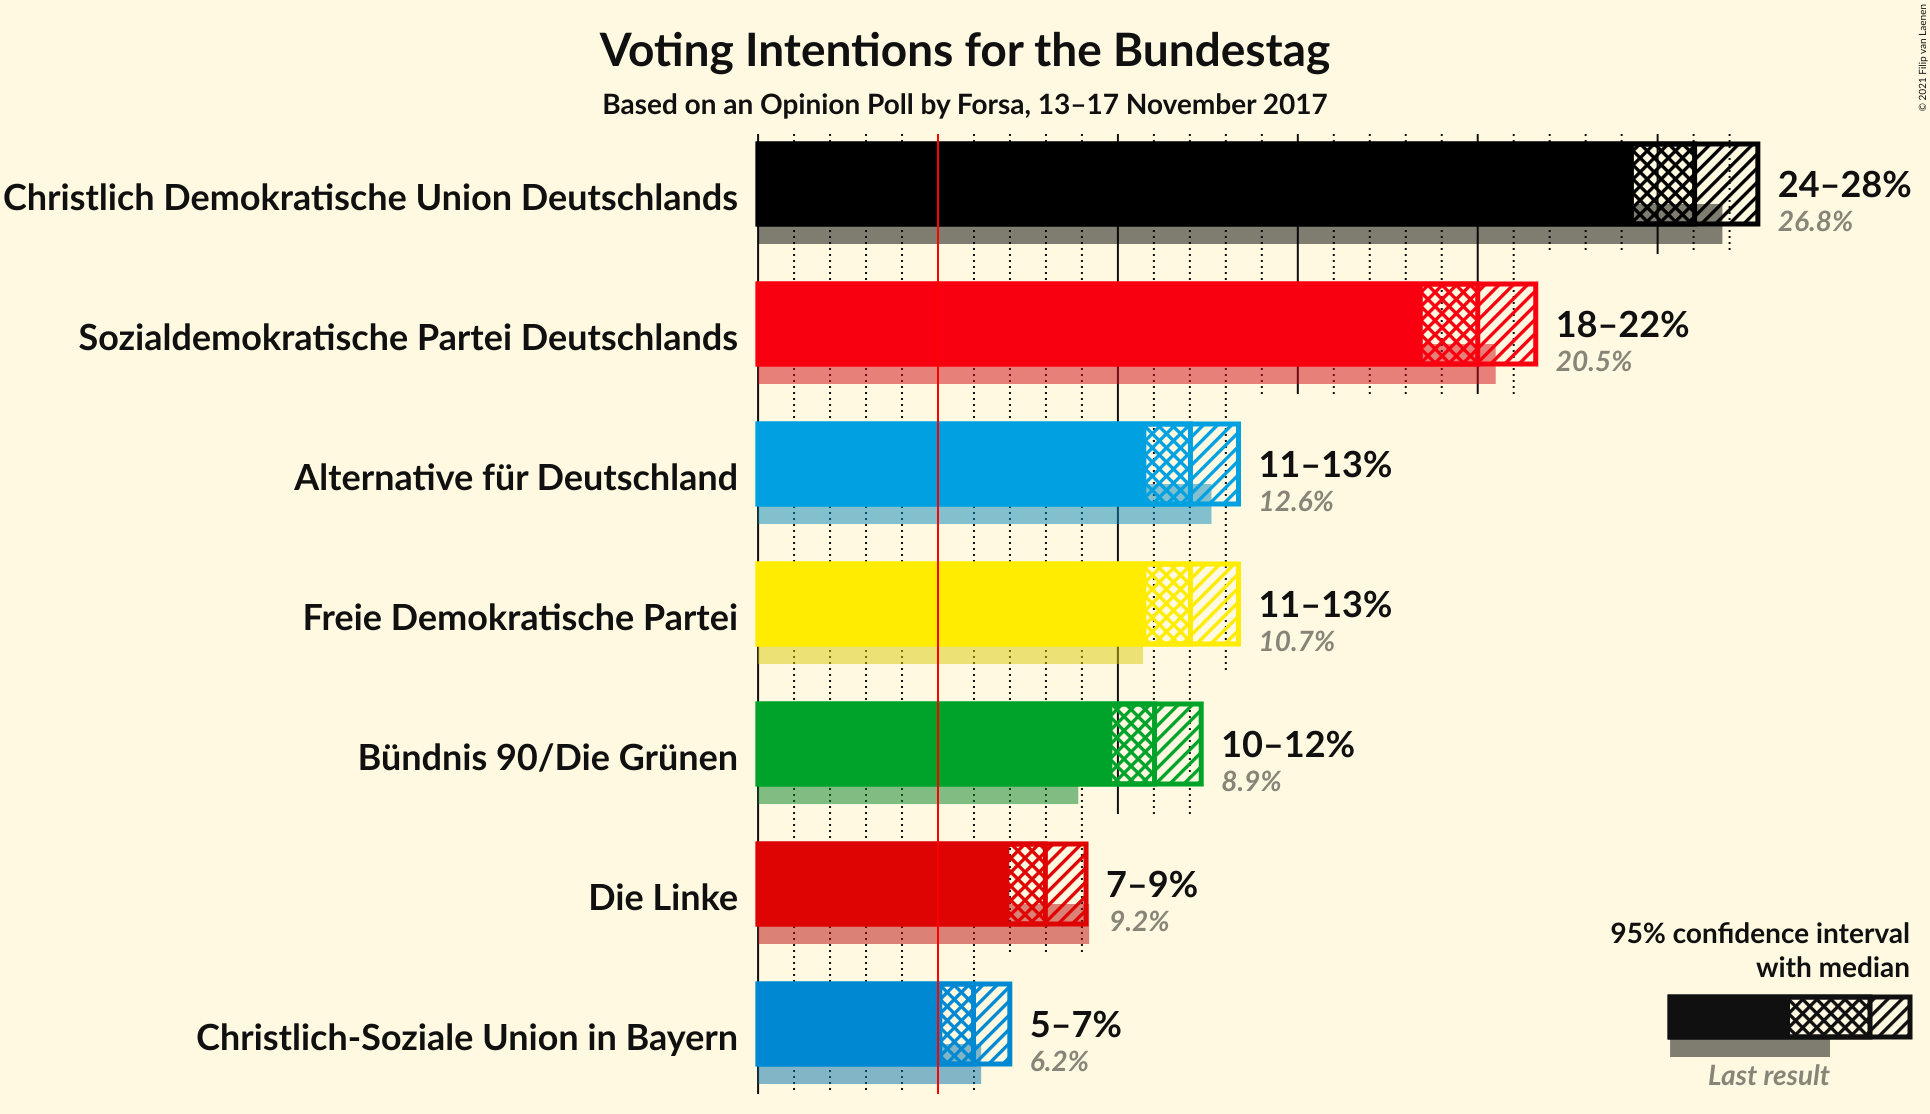 Voting Intentions for the Bundestag
Based on an Opinion Poll by Forsa, 13–17 November 2017
© 2021 Filip van Laenen
Christlich Demokratische Union Deutschlands
24–28%
26.8%
Sozialdemokratische Partei Deutschlands
18–22%
20.5%
Alternative für Deutschland
11–13%
12.6%
Freie Demokratische Partei
11–13%
10.7%
Bündnis 90/Die Grünen
10–12%
8.9%
Die Linke
7–9%
9.2%
Christlich-Soziale Union in Bayern
5–7%
6.2%
95% confidence interval
with median
Last result